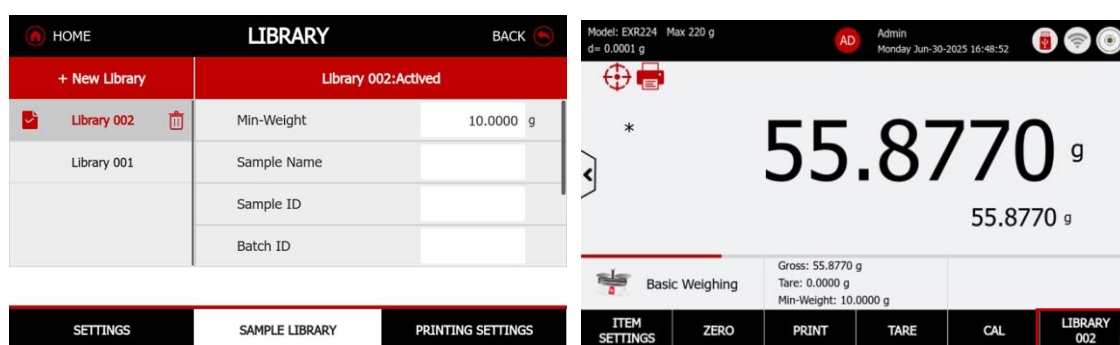 HOME LIBRARY BACK
+ New Library Library 002:Actived
Library 002 Min-Weight 10.0000 g
Library 001 Sample Name
Sample ID
Batch ID
SETTINGS SAMPLE LIBRARY PRINTING SETTINGS
Model: EXR224 Max 220 g
d= 0.0001 g
AD
Admin
Monday Jun-30-2025 16:48:52
* 55.8770 g
55.8770 g
Basic Weighing
Gross: 55.8770 g
Tare: 0.0000 g
Min-Weight: 10.0000 g
ITEM
SETTINGS
ZERO PRINT TARE CAL
LIBRARY
002